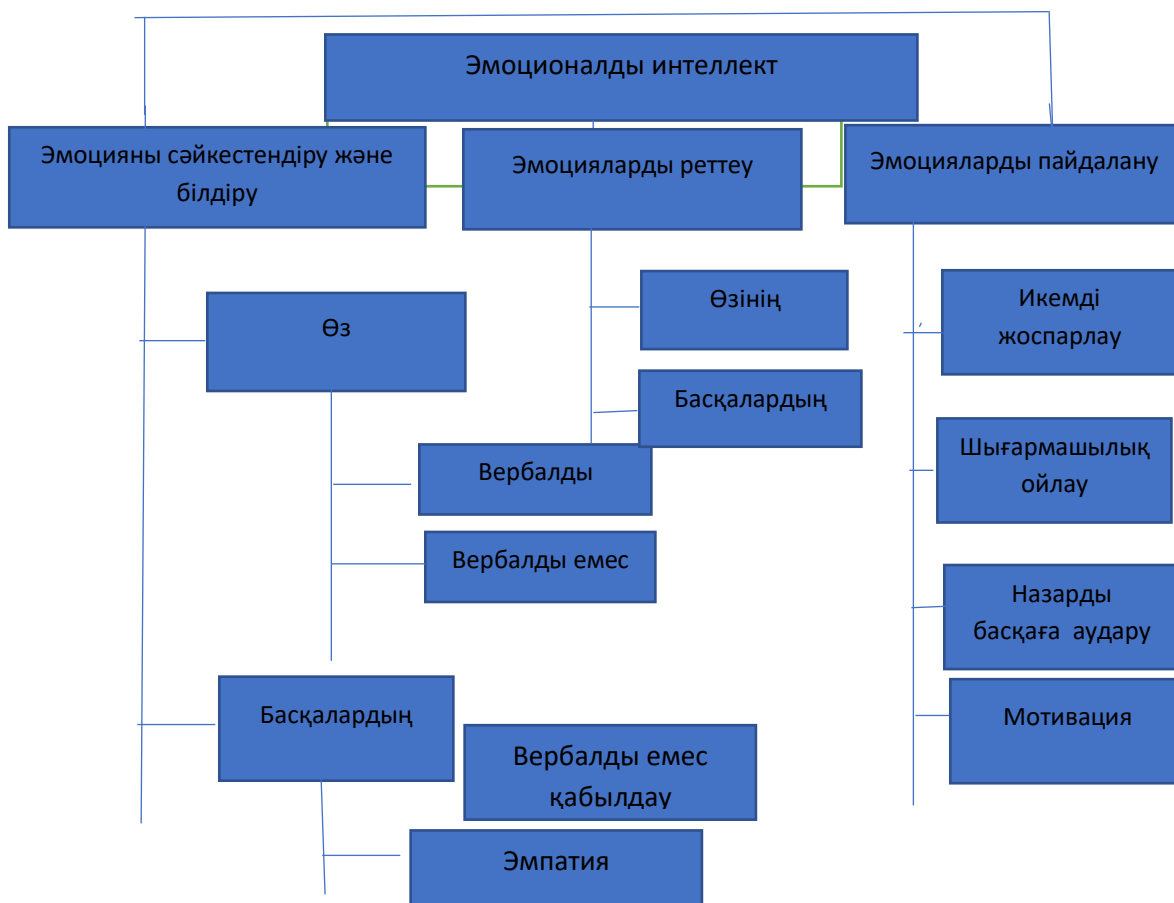 Эмоционалды интеллект
Эмоцияны сәйкестендіру және
білдіру
Эмоцияларды реттеу
Эмоцияларды пайдалану
Өз
Вербалды
Вербалды емес
Басқалардың
Вербалды емес
қабылдау
Эмпатия
Өзінің
Басқалардың
Икемді
жоспарлау
Шығармашылық
ойлау
Назарды
басқаға аудару
Мотивация